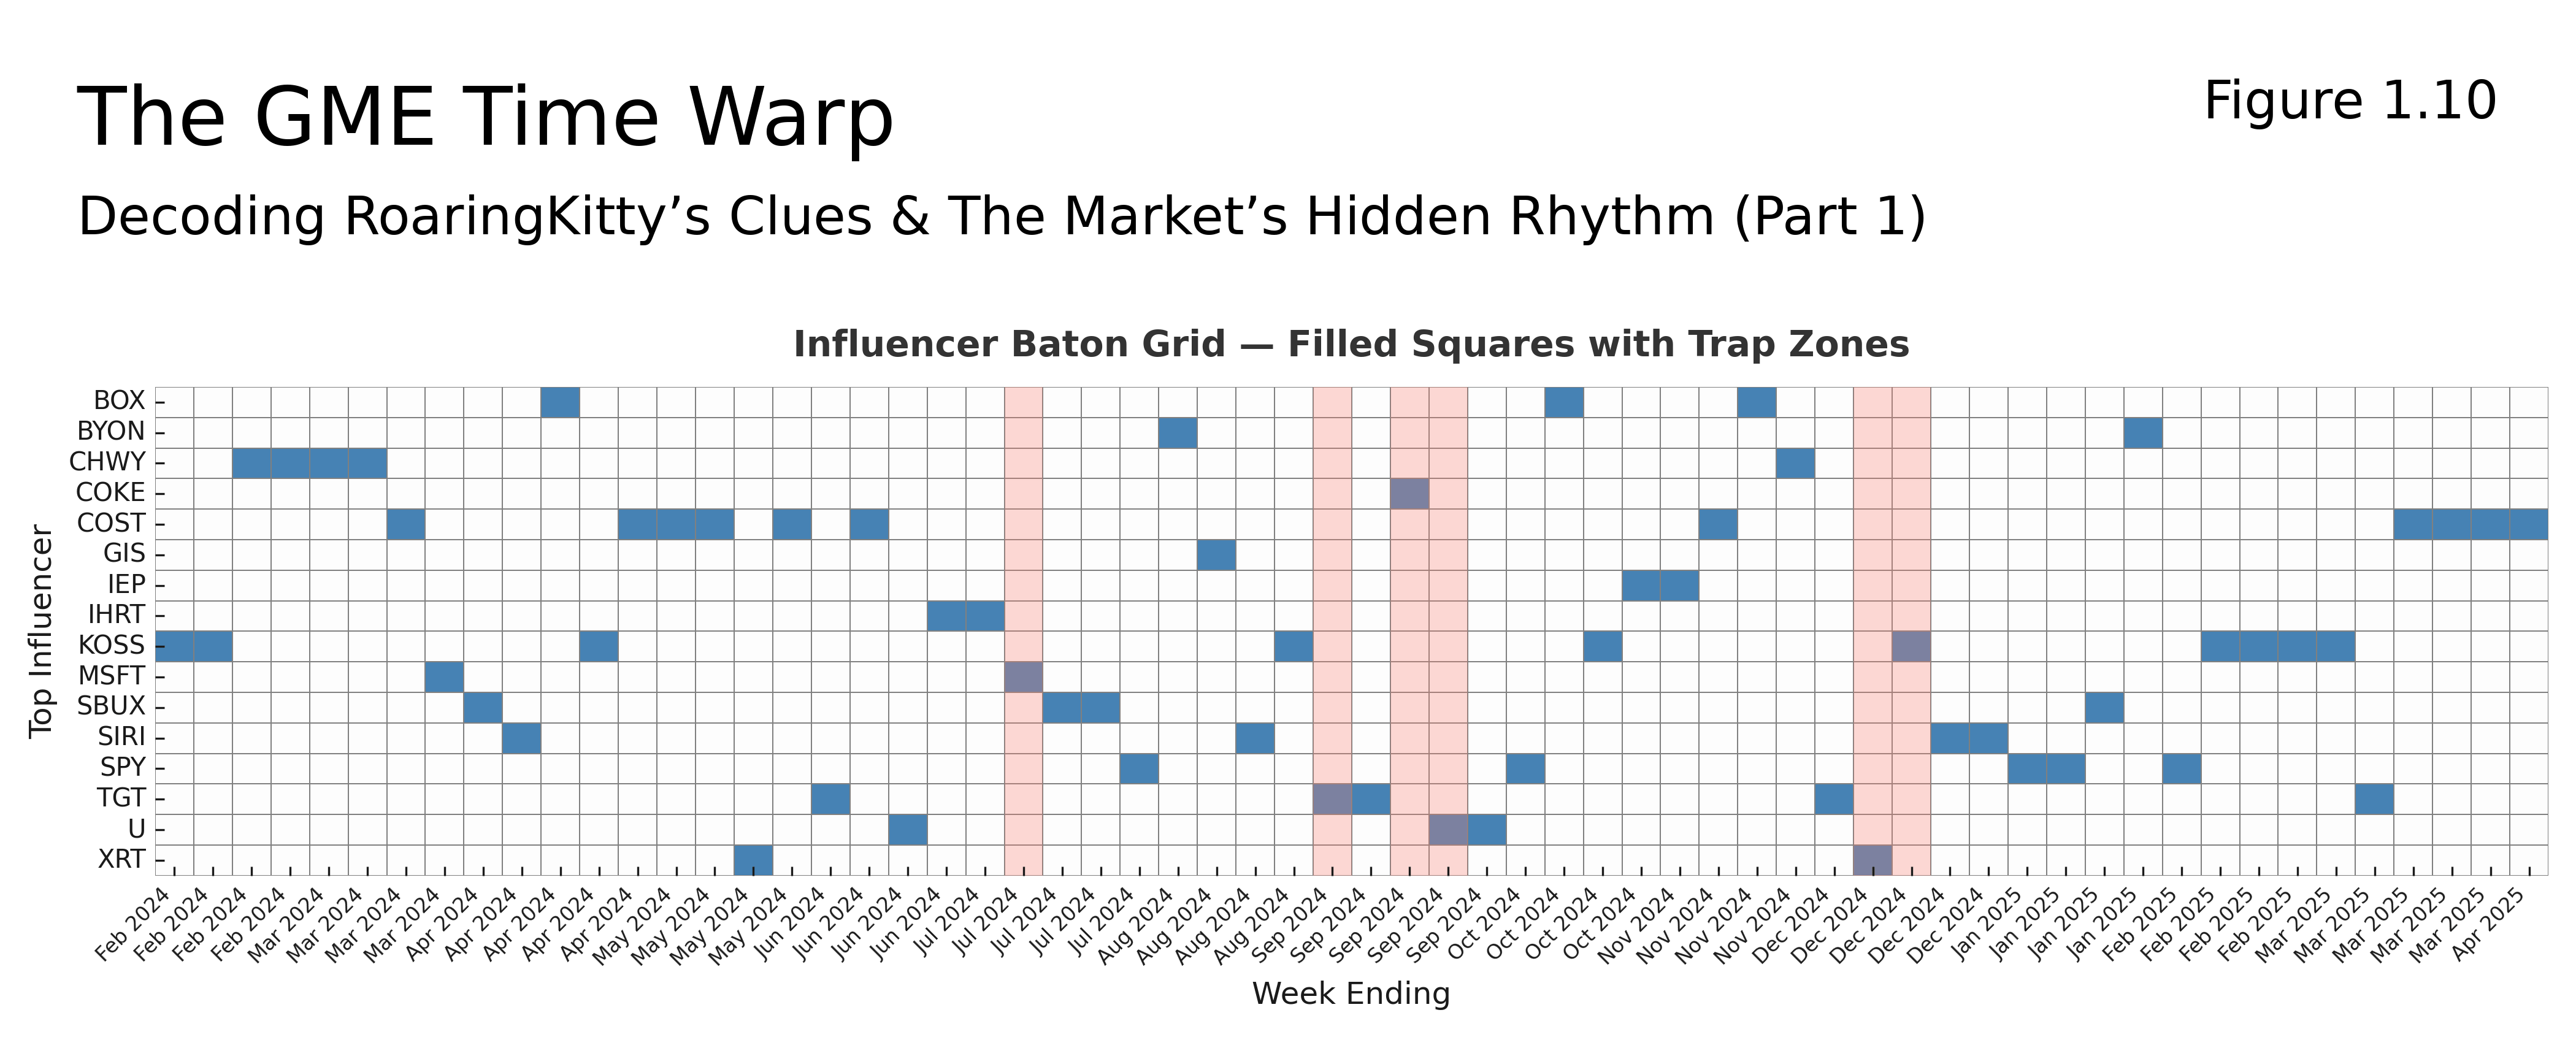 The GME Time Warp
Figure 1.10
Decoding RoaringKitty’s Clues & The Market’s Hidden Rhythm (Part 1)
Influencer Baton Grid — Filled Squares with Trap Zones
Top Influencer
BOX
BYON
CHWY
COKE
COST
GIS
IEP
IHRT
KOSS
MSFT
SBUX
SIRI
SPY
TGT
U
XRT
Feb 2024
Feb 2024
Feb 2024
Feb 2024
Mar 2024
Mar 2024
Mar 2024
Mar 2024
Apr 2024
Apr 2024
Apr 2024
Apr 2024
Apr 2024
May 2024
May 2024
May 2024
May 2024
Jun 2024
Jun 2024
Jun 2024
Jun 2024
Jul 2024
Jul 2024
Jul 2024
Jul 2024
Jul 2024
Aug 2024
Aug 2024
Aug 2024
Aug 2024
Sep 2024
Sep 2024
Sep 2024
Sep 2024
Sep 2024
Oct 2024
Oct 2024
Oct 2024
Oct 2024
Nov 2024
Nov 2024
Nov 2024
Nov 2024
Dec 2024
Dec 2024
Dec 2024
Dec 2024
Dec 2024
Jan 2025
Jan 2025
Jan 2025
Jan 2025
Feb 2025
Feb 2025
Feb 2025
Feb 2025
Mar 2025
Mar 2025
Mar 2025
Mar 2025
Mar 2025
Apr 2025
Week Ending